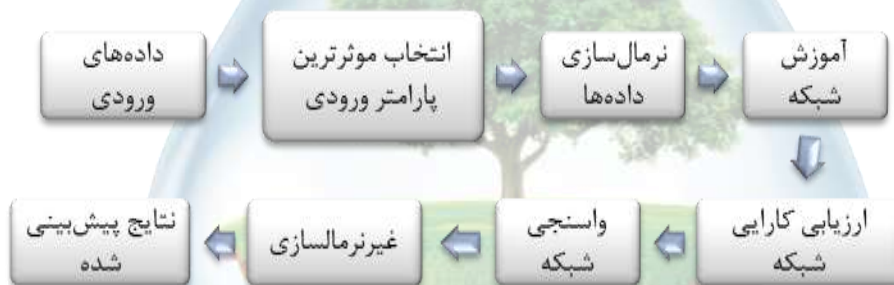 داده‌های
ورودی
انتخاب موثرترین
پارامتر ورودی
نرمال‌سازی
داده‌ها
آموزش
شبکه
ارزیابی کارایی
شبکه
واسنجی
شبکه
غیرنرمالسازی
نتایج پیش‌بینی
شده